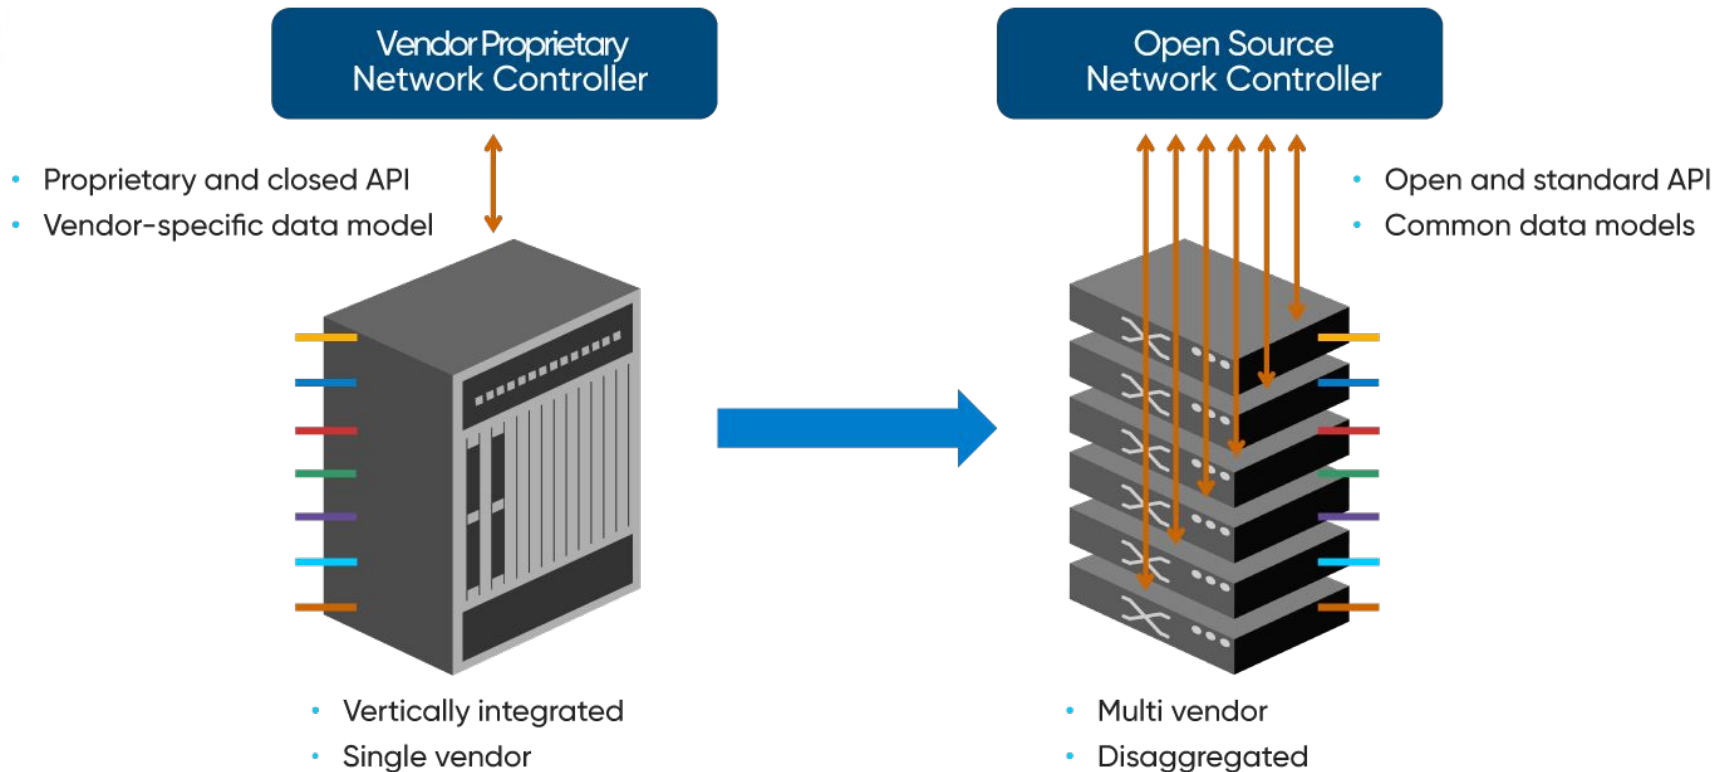 Vendor Proprietary
Network Controller
Open Source
Network Controller
• Proprietary and closed API
• Vendor-specific data model
• Open and standard API
• Common data models
• Vertically integrated
• Single vendor
• Multi vendor
• Disaggregated